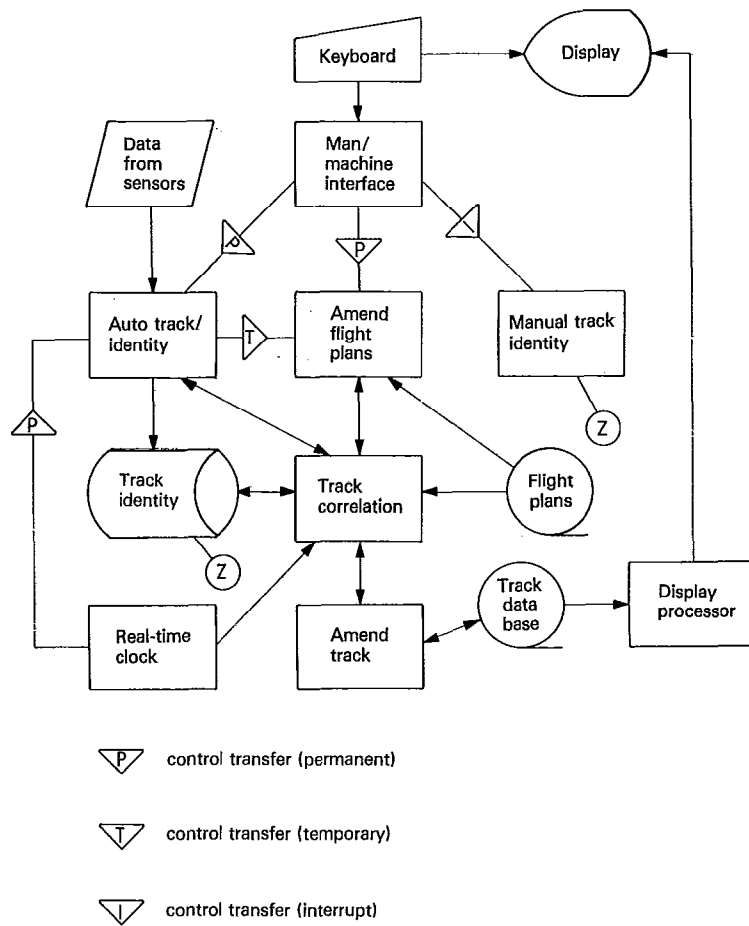 Keyboard
Display
Data
from
sensors
Man/
machine
interface
P
P
I
Auto track/
identity
T
Amend
flight
plans
Manual track
identity
P
Z
Track
identity
Track
correlation
Flight
plans
Z
Real-time
clock
Amend
track
Track
data
base
Display
processor
P control transfer (permanent)
T control transfer (temporary)
I control transfer (interrupt)